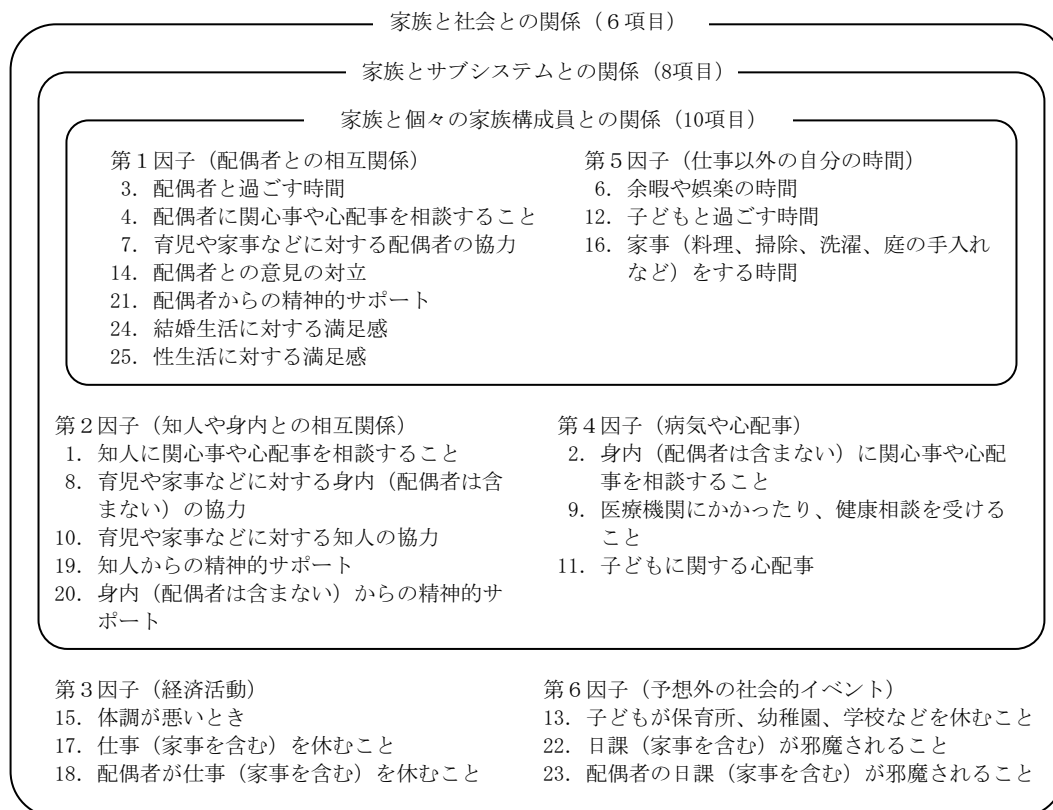 家族と社会との関係（６項目）
家族とサブシステムとの関係（8項目）
家族と個々の家族構成員との関係（10項目）
第１因子（配偶者との相互関係）
3．配偶者と過ごす時間
4．配偶者に関心事や心配事を相談すること
7．育児や家事などに対する配偶者の協力
14．配偶者との意見の対立
21．配偶者からの精神的サポート
24．結婚生活に対する満足感
25．性生活に対する満足感
第５因子（仕事以外の自分の時間）
6．余暇や娯楽の時間
12．子どもと過ごす時間
16．家事（料理、掃除、洗濯、庭の手入れ
など）をする時間
第２因子（知人や身内との相互関係）
1．知人に関心事や心配事を相談すること
8．育児や家事などに対する身内（配偶者は含
まない）の協力
10．育児や家事などに対する知人の協力
19．知人からの精神的サポート
20．身内（配偶者は含まない）からの精神的サ
ポート
第４因子（病気や心配事）
2．身内（配偶者は含まない）に関心事や心配
事を相談すること
9．医療機関にかかったり、健康相談を受ける
こと
11．子どもに関する心配事
第３因子（経済活動）
15．体調が悪いとき
17．仕事（家事を含む）を休むこと
18．配偶者が仕事（家事を含む）を休むこと
第６因子（予想外の社会的イベント）
13．子どもが保育所、幼稚園、学校などを休むこと
22．日課（家事を含む）が邪魔されること
23．配偶者の日課（家事を含む）が邪魔されること